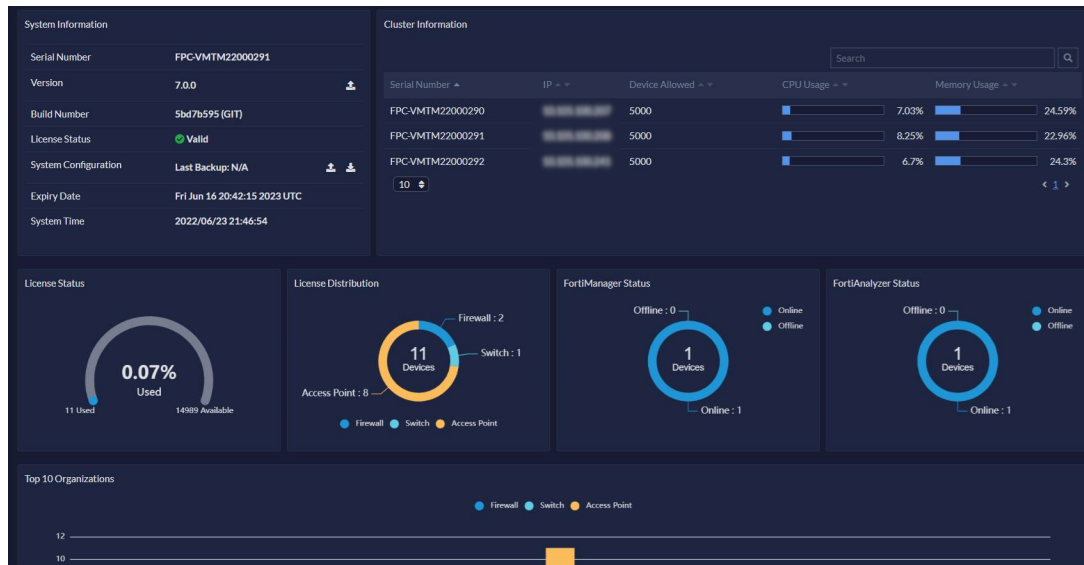 System Information
Serial Number FPC-VMTM22000291
Version 7.0.0
Build Number 5bd7b595 (GIT)
License Status Valid
System Configuration Last Backup: N/A
Expiry Date Fri Jun 16 20:42:15 2023 UTC
System Time 2022/06/23 21:46:54
Cluster Information
Search
Serial Number IP Device Allowed CPU Usage Memory Usage
FPC-VMTM22000290 5000 7.03% 24.59%
FPC-VMTM22000291 5000 8.25% 22.96%
FPC-VMTM22000292 5000 6.7% 24.3%
10
1
License Status
0.07%
Used
11 Used 14989 Available
License Distribution
Firewall : 2
11
Devices
Switch : 1
Access Point : 8
Firewall Switch Access Point
FortiManager Status
Offline : 0
Online
Offline
1
Devices
Online : 1
FortiAnalyzer Status
Offline : 0
Online
Offline
1
Devices
Online : 1
Top 10 Organizations
Firewall Switch Access Point
12
10